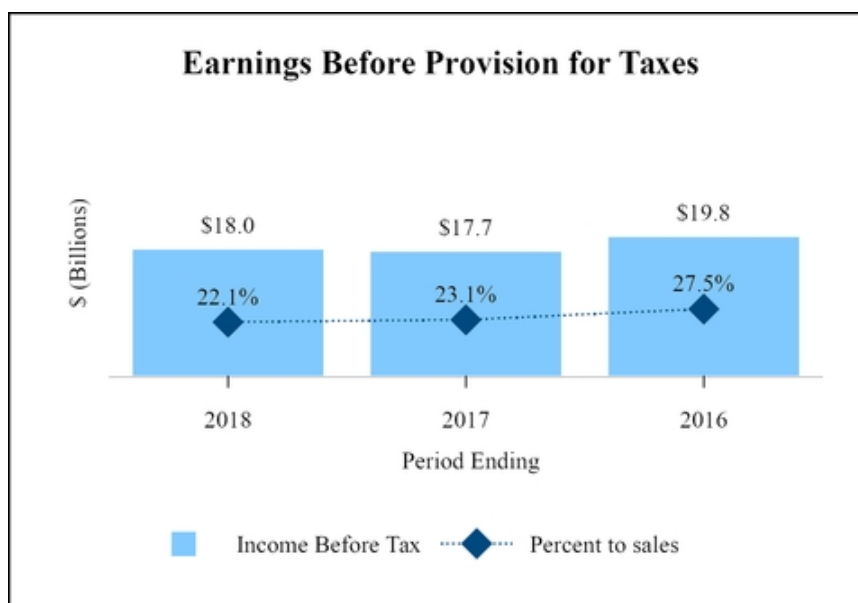 Earnings Before Provision for Taxes
$ (Billions)
$18.0
$17.7
$19.8
22.1%
23.1%
27.5%
2018
2017
2016
Period Ending
Income Before Tax
Percent to sales